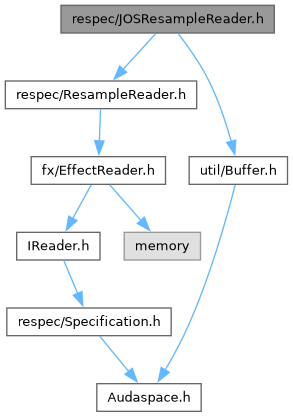 respec/JOSResampleReader.h
respec/ResampleReader.h
fx/EffectReader.h
util/Buffer.h
IReader.h
memory
respec/Specification.h
Audaspace.h